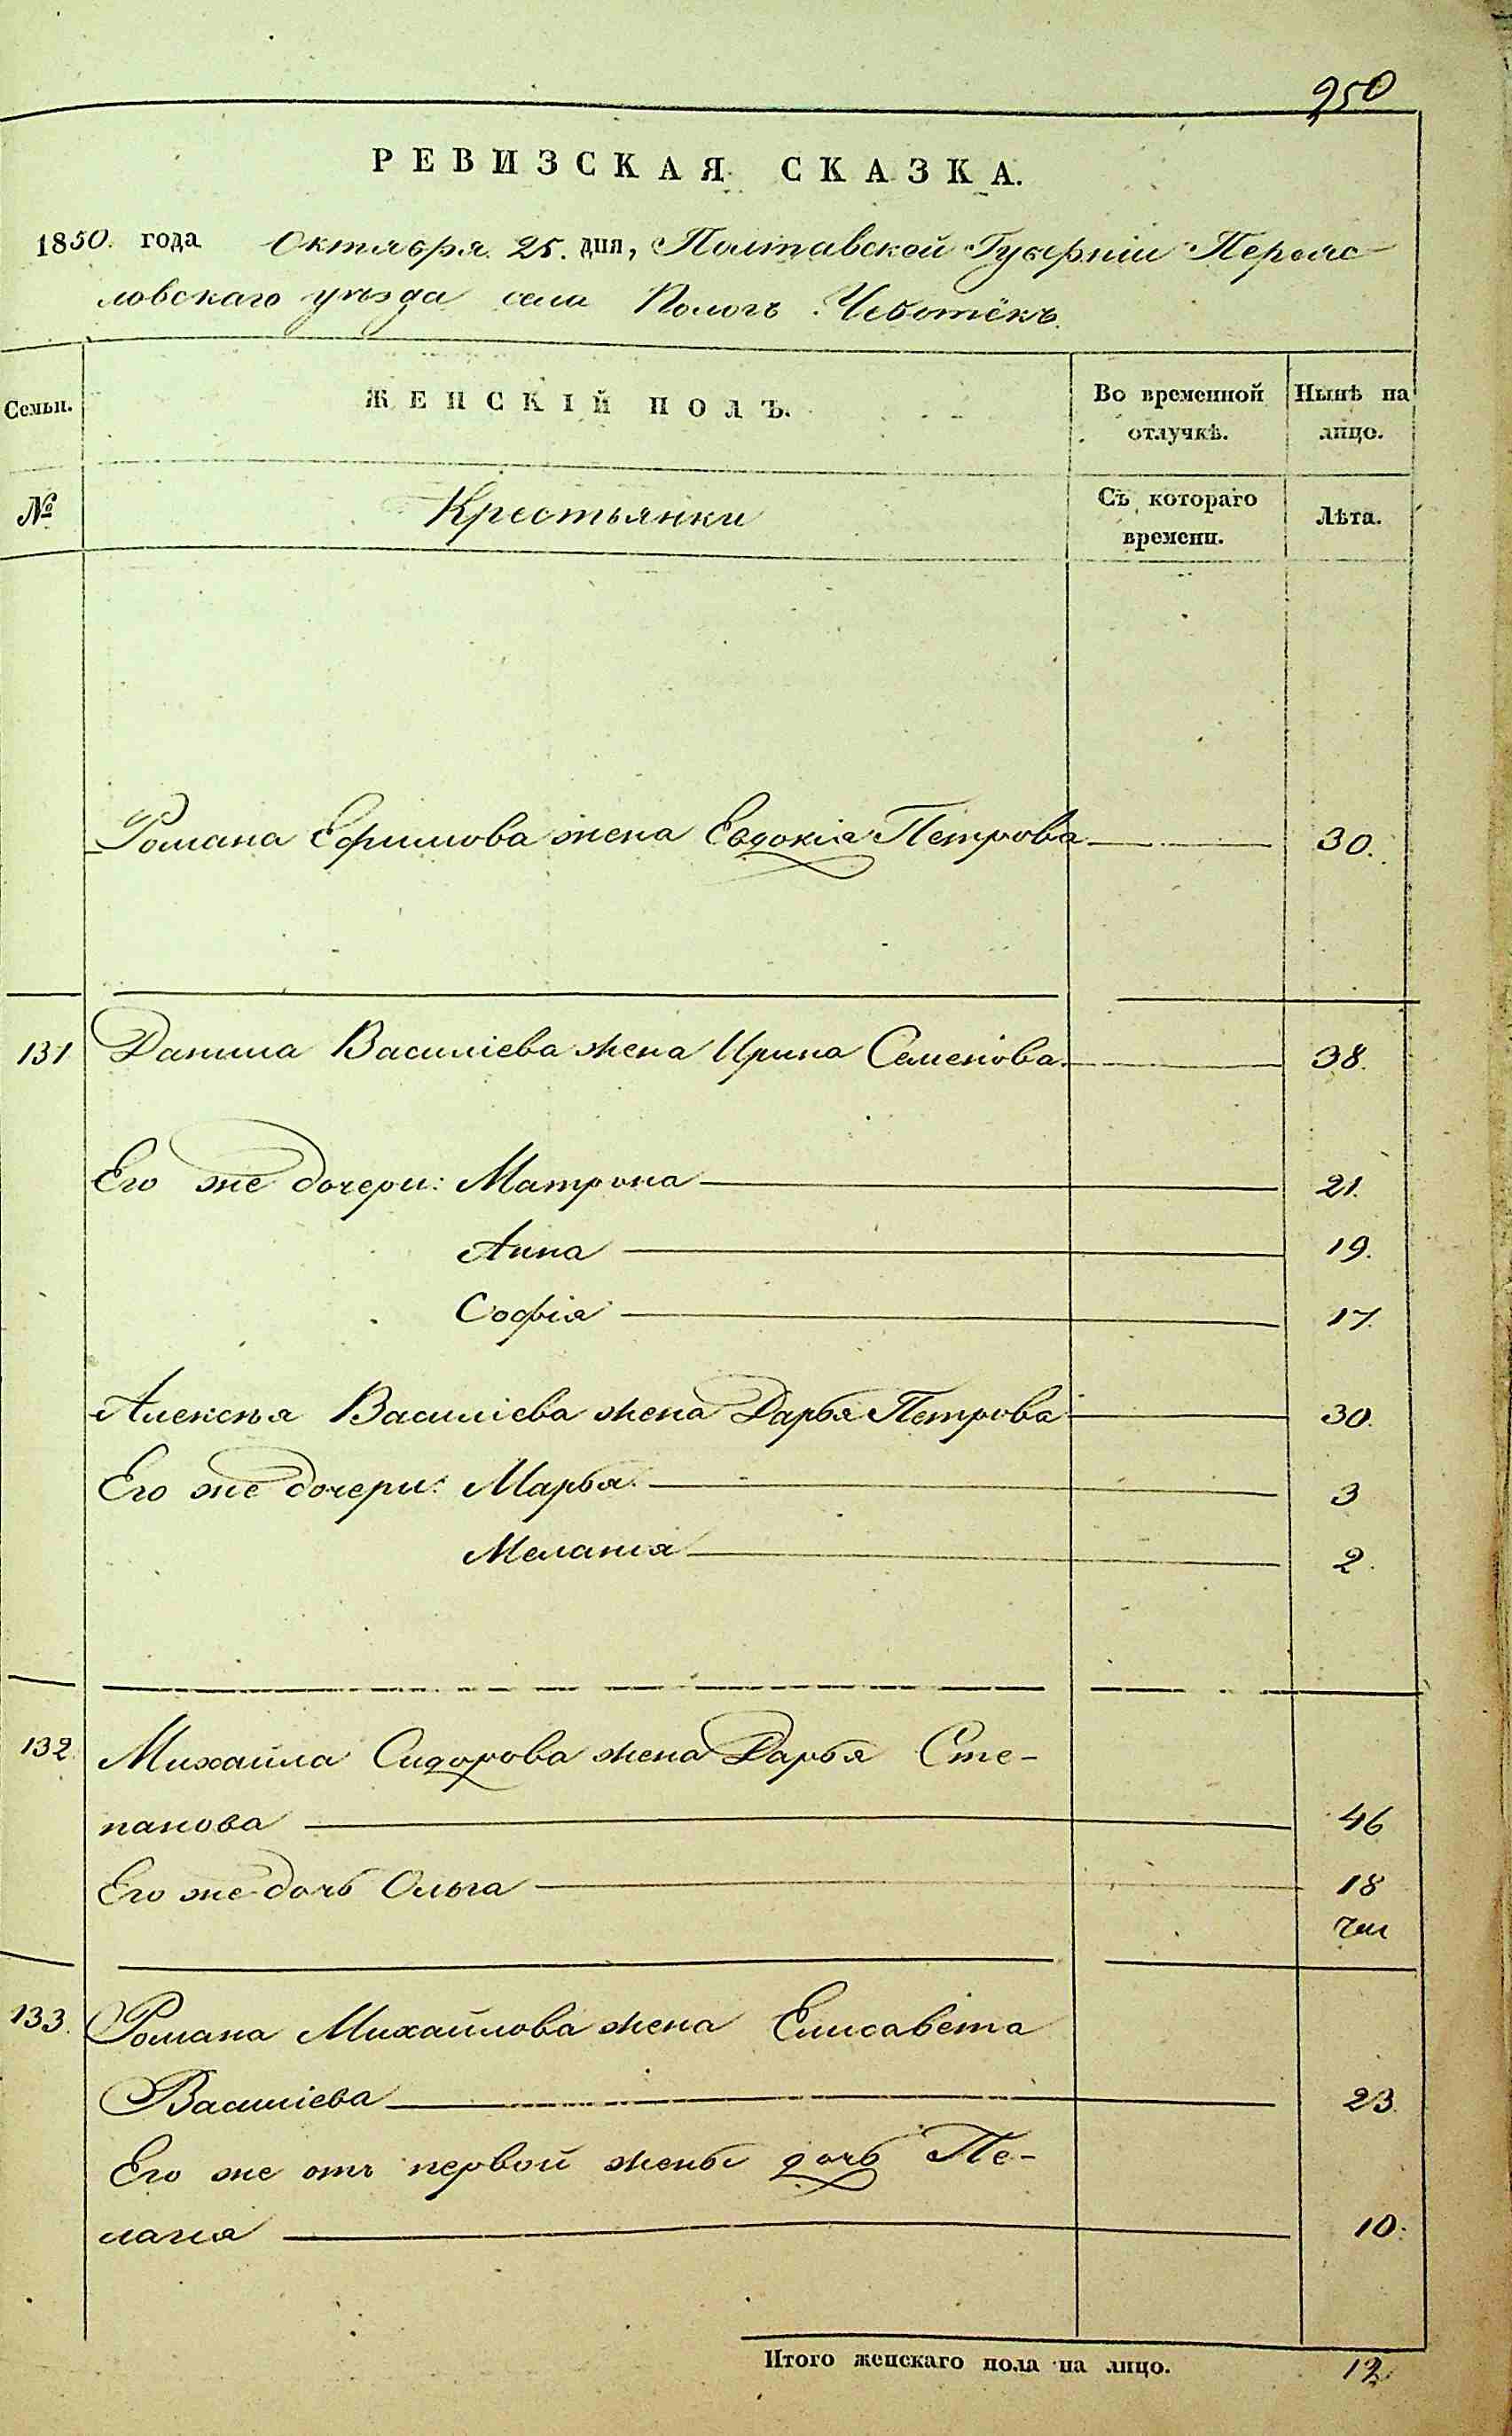 950
РЕВИЗСКАЯ СКАЗКА.
1850. года Октября 25. дня, Полтавской Губерніи Переяс-
ловскаго уѣзда села Пологъ Чеботёкъ.
Семьи. ЖЕНСКІЙ ПОЛЪ. Во временной отлучкѣ. Нынѣ на лицо.
№ Крестьянки Съ котораго времени. Лѣта.
Романа Ефимова жена Евдокія Петрова 30.
131 Данила Василіева жена Ирина Семенова. 38.
Его же дочери: Матрона 21.
Анна 19.
Софія 17.
Алексѣя Василіева жена Дарья Петрова 30.
Его же дочери: Марья 3
Меланія 2.
132. Михайла Сидорова жена Дарья Сте-
панова 46
Его же дочь Ольга 18
133. Романа Михайлова жена Елисавета
Василіева 23.
Его же отъ первой жены дочь Пе-
лагія 10.
Итого женскаго пола на лицо. 12